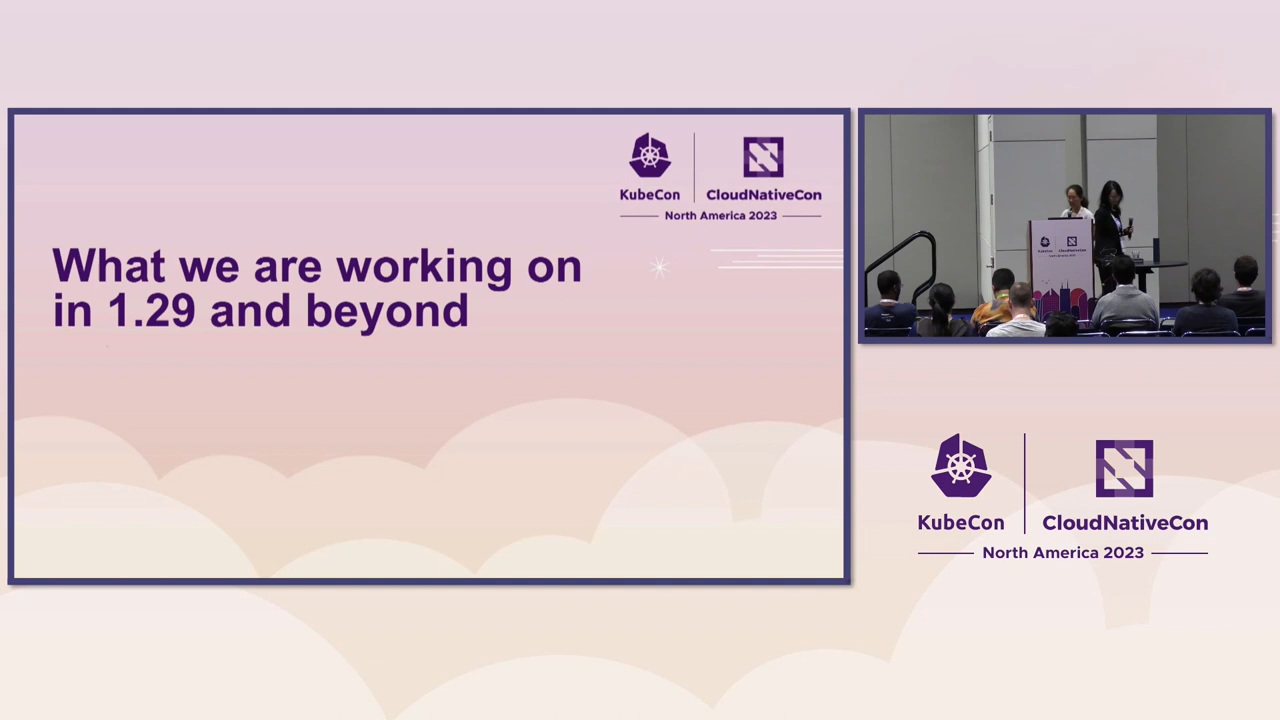 KubeCon
CloudNativeCon
North America 2023
What we are working on
in 1.29 and beyond
KubeCon
CloudNativeCon
North America 2023